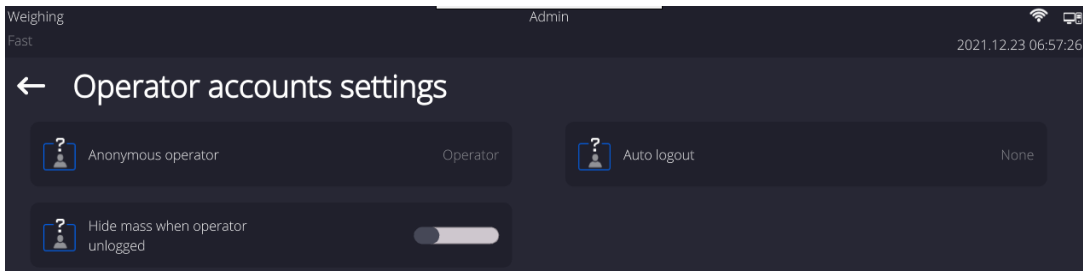 Weighing
Admin
Fast
2021.12.23 06:57:26
Operator accounts settings
Anonymous operator
Operator
Auto logout
None
Hide mass when operator
unlogged